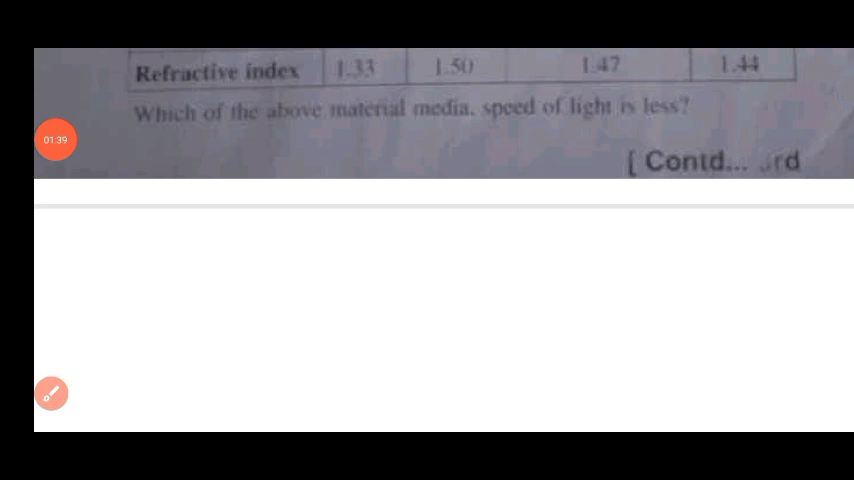 Refractive index 1.33 1.50 1.47 1.44
Which of the above material media, speed of light is less?
01:39
[ Contd...